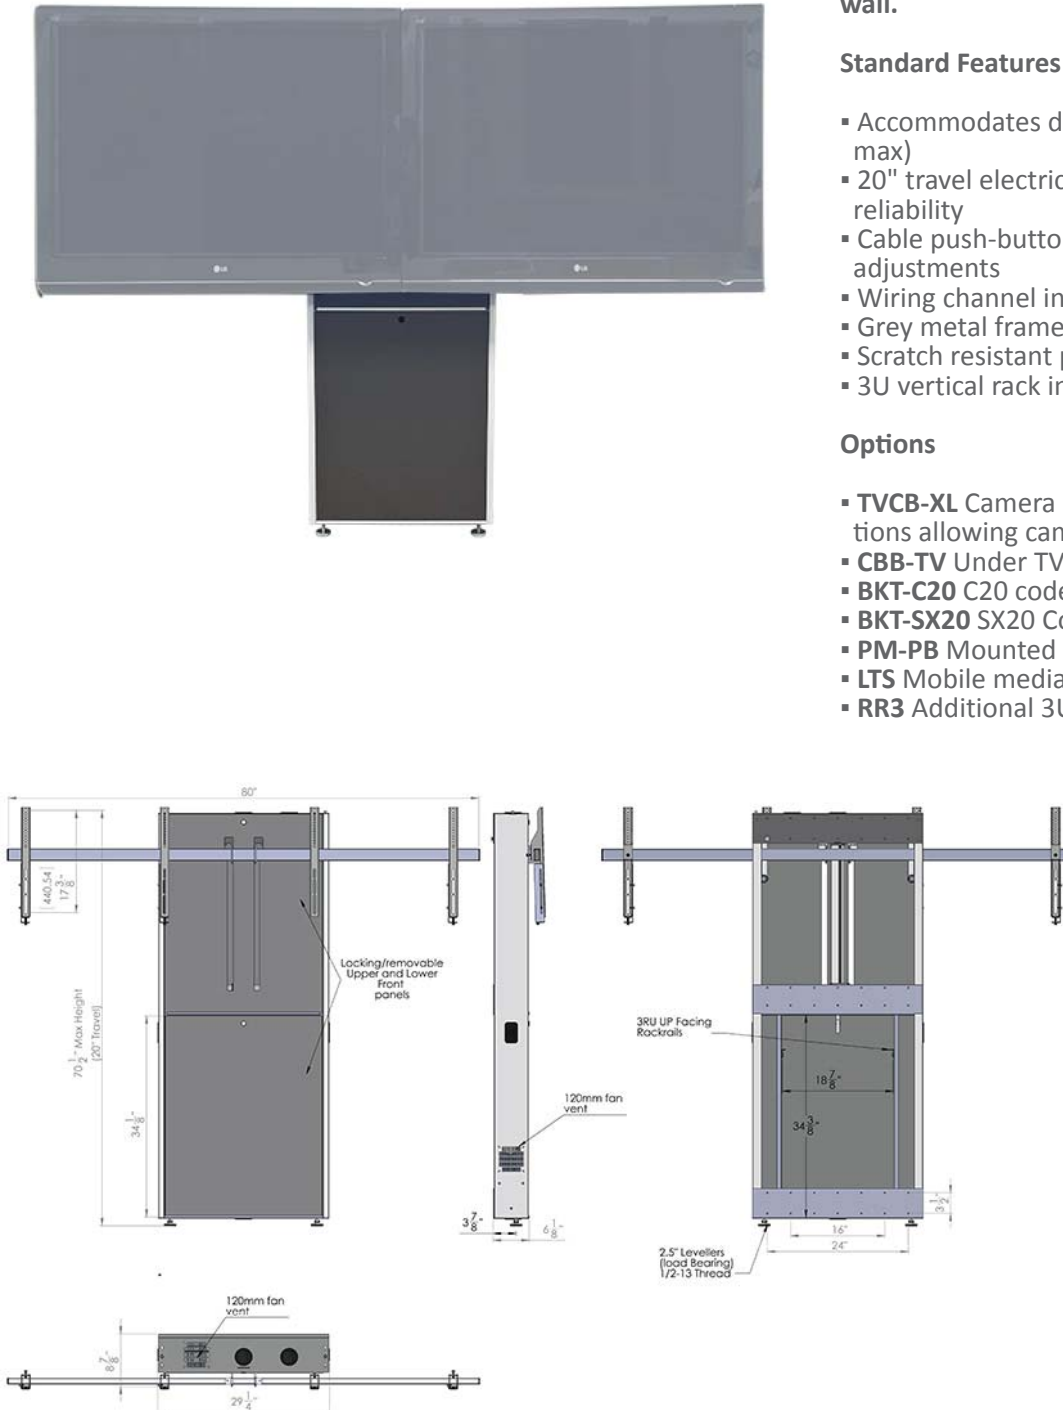 wall.
Standard Features
▪ Accommodates d
max)
▪ 20" travel electric
reliability
▪ Cable push-butto
adjustments
▪ Wiring channel in
▪ Grey metal frame
▪ Scratch resistant p
▪ 3U vertical rack in
Options
▪ TVCB-XL Camera
tions allowing can
▪ CBB-TV Under TV
▪ BKT-C20 C20 code
▪ BKT-SX20 SX20 Co
▪ PM-PB Mounted
▪ LTS Mobile media
▪ RR3 Additional 3U
LG
LG
80"
440.54
17 3/8"
Locking/removable
Upper and Lower
Front
panels
70 1/2" Max Height
(20" Travel)
34 1/8"
120mm fan
vent
3 7/8"
6 1/8"
3RU UP Facing
Rackrails
18 7/8"
34 3/8"
3 1/2"
16"
24"
2.5" Levellers
(load Bearing)
1/2-13 Thread
120mm fan
vent
8 7/8"
29 1/4"